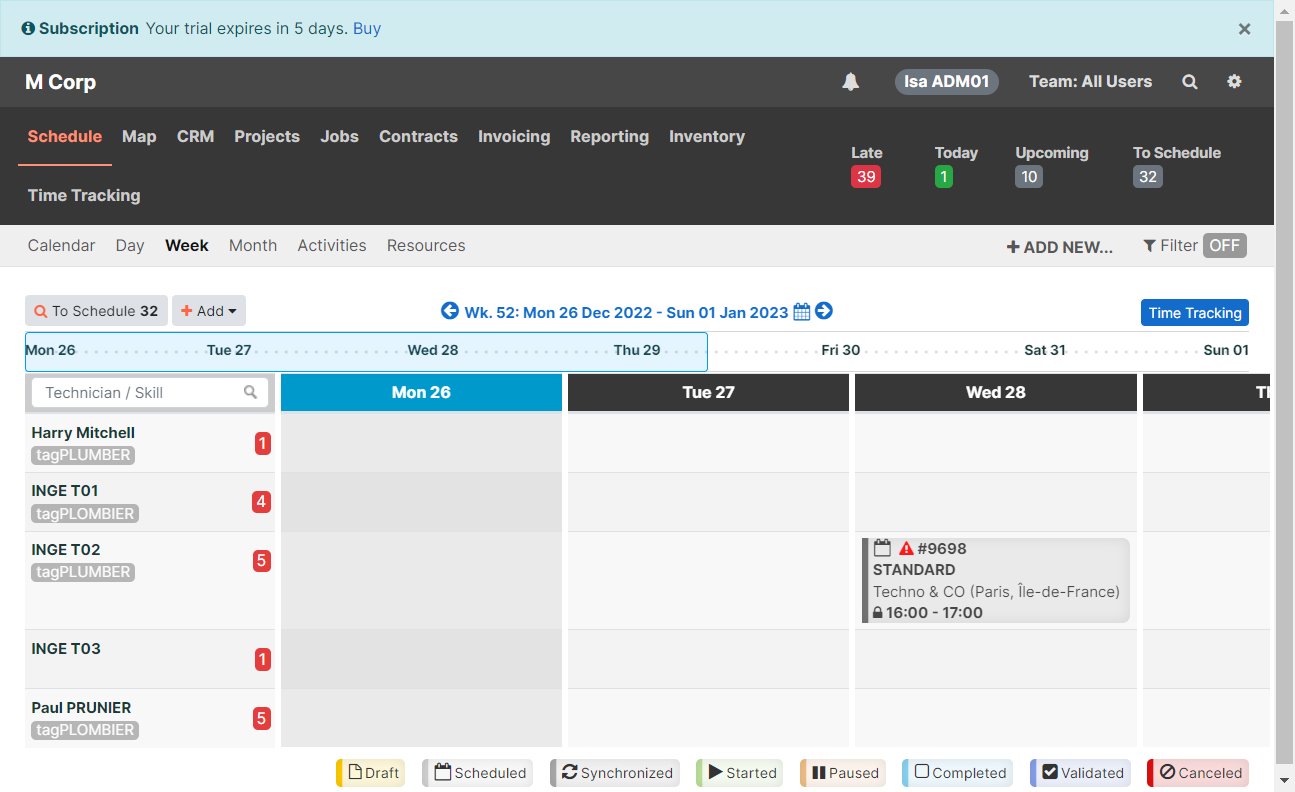 Subscription Your trial expires in 5 days. Buy
M Corp
Isa ADM01
Team: All Users
Schedule Map CRM Projects Jobs Contracts Invoicing Reporting Inventory
Time Tracking
Late Today Upcoming To Schedule
39 1 10 32
Calendar Day Week Month Activities Resources
ADD NEW... Filter OFF
To Schedule 32 Add
Wk. 52: Mon 26 Dec 2022 - Sun 01 Jan 2023
Time Tracking
Mon 26 Tue 27 Wed 28 Thu 29 Fri 30 Sat 31 Sun 01
Technician / Skill Mon 26 Tue 27 Wed 28
Harry Mitchell
tagPLUMBER
1
INGE T01
tagPLOMBIER
4
INGE T02
tagPLUMBER
5
#9698
STANDARD
Techno & CO (Paris, Île-de-France)
16:00 - 17:00
INGE T03
1
Paul PRUNIER
tagPLOMBIER
5
Draft Scheduled Synchronized Started Paused Completed Validated Canceled